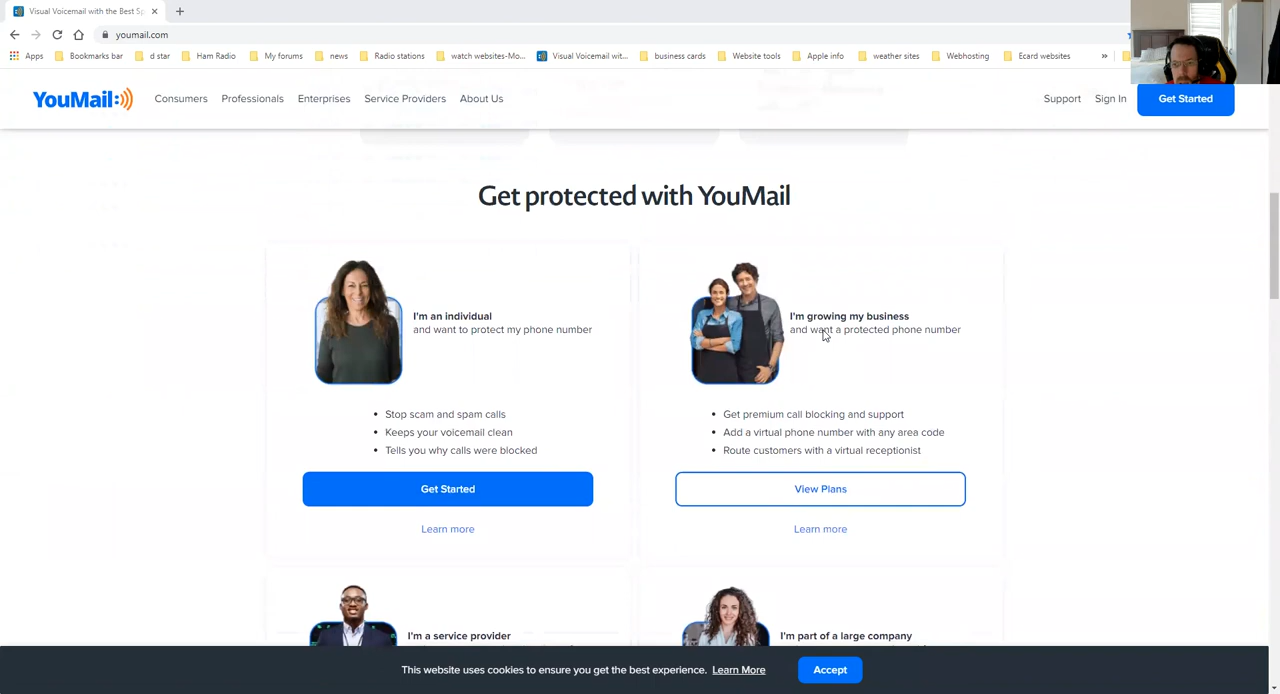 Visual Voicemail with the Best Sp
youmail.com
Apps
Bookmarks bar
d star
Ham Radio
My forums
news
Radio stations
watch websites-Mo...
Visual Voicemail wit...
business cards
Website tools
Apple info
weather sites
Webhosting
Ecard websites
»
YouMail
Consumers
Professionals
Enterprises
Service Providers
About Us
Support
Sign In
Get Started
Get protected with YouMail
I'm an individual
and want to protect my phone number
Stop scam and spam calls
Keeps your voicemail clean
Tells you why calls were blocked
Get Started
Learn more
I'm growing my business
and want a protected phone number
Get premium call blocking and support
Add a virtual phone number with any area code
Route customers with a virtual receptionist
View Plans
Learn more
I'm a service provider
I'm part of a large company
This website uses cookies to ensure you get the best experience. Learn More
Accept